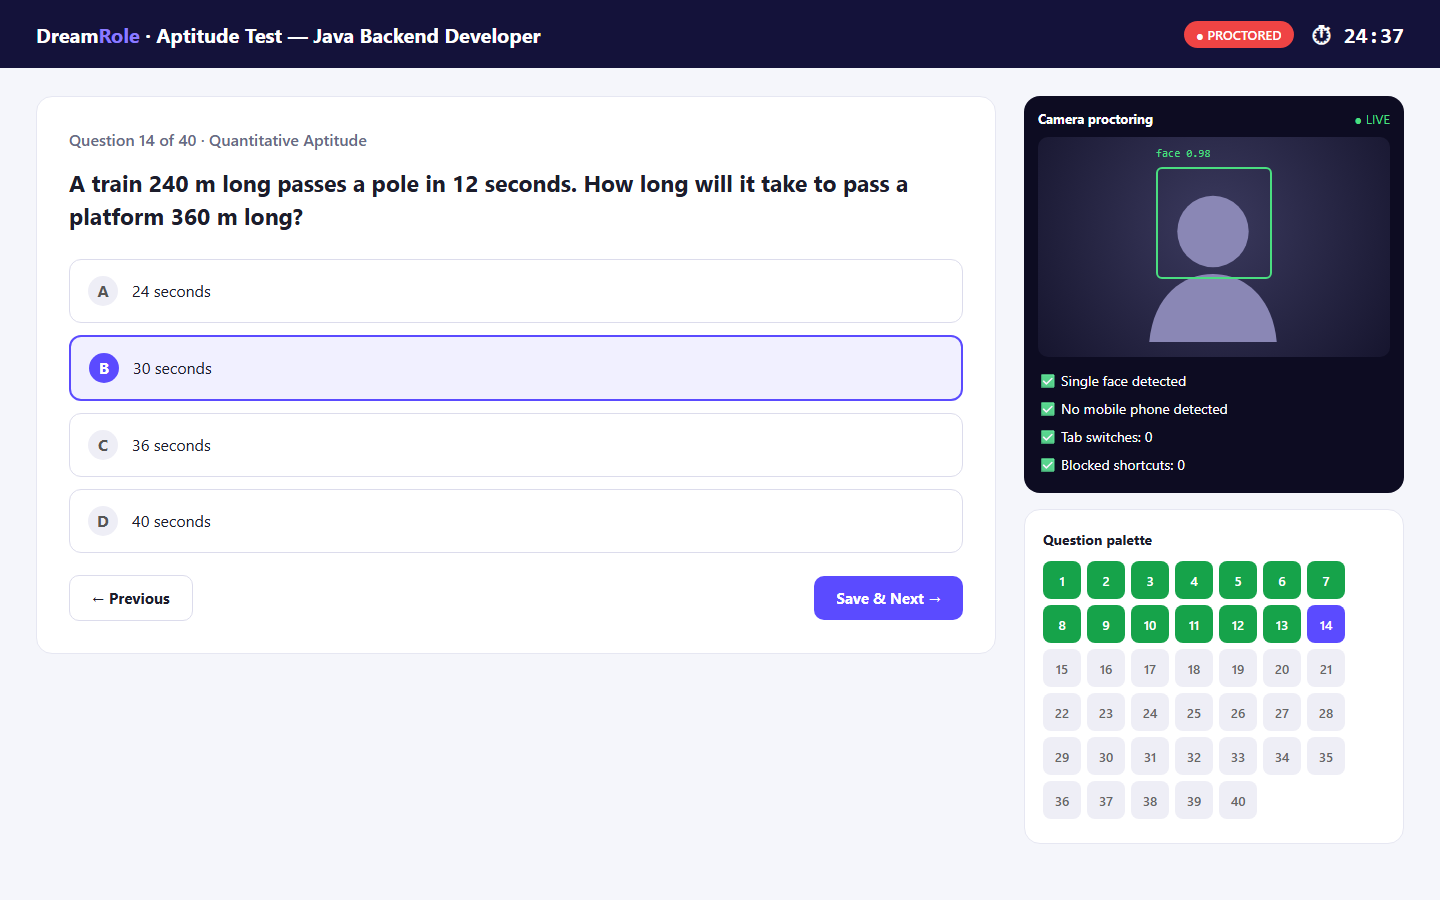 DreamRole · Aptitude Test — Java Backend Developer
● PROCTORED
24:37
Question 14 of 40 · Quantitative Aptitude
A train 240 m long passes a pole in 12 seconds. How long will it take to pass a
platform 360 m long?
A 24 seconds
B 30 seconds
C 36 seconds
D 40 seconds
← Previous
Save & Next →
Camera proctoring
● LIVE
face 0.98
Single face detected
No mobile phone detected
Tab switches: 0
Blocked shortcuts: 0
Question palette
1 2 3 4 5 6 7
8 9 10 11 12 13 14
15 16 17 18 19 20 21
22 23 24 25 26 27 28
29 30 31 32 33 34 35
36 37 38 39 40